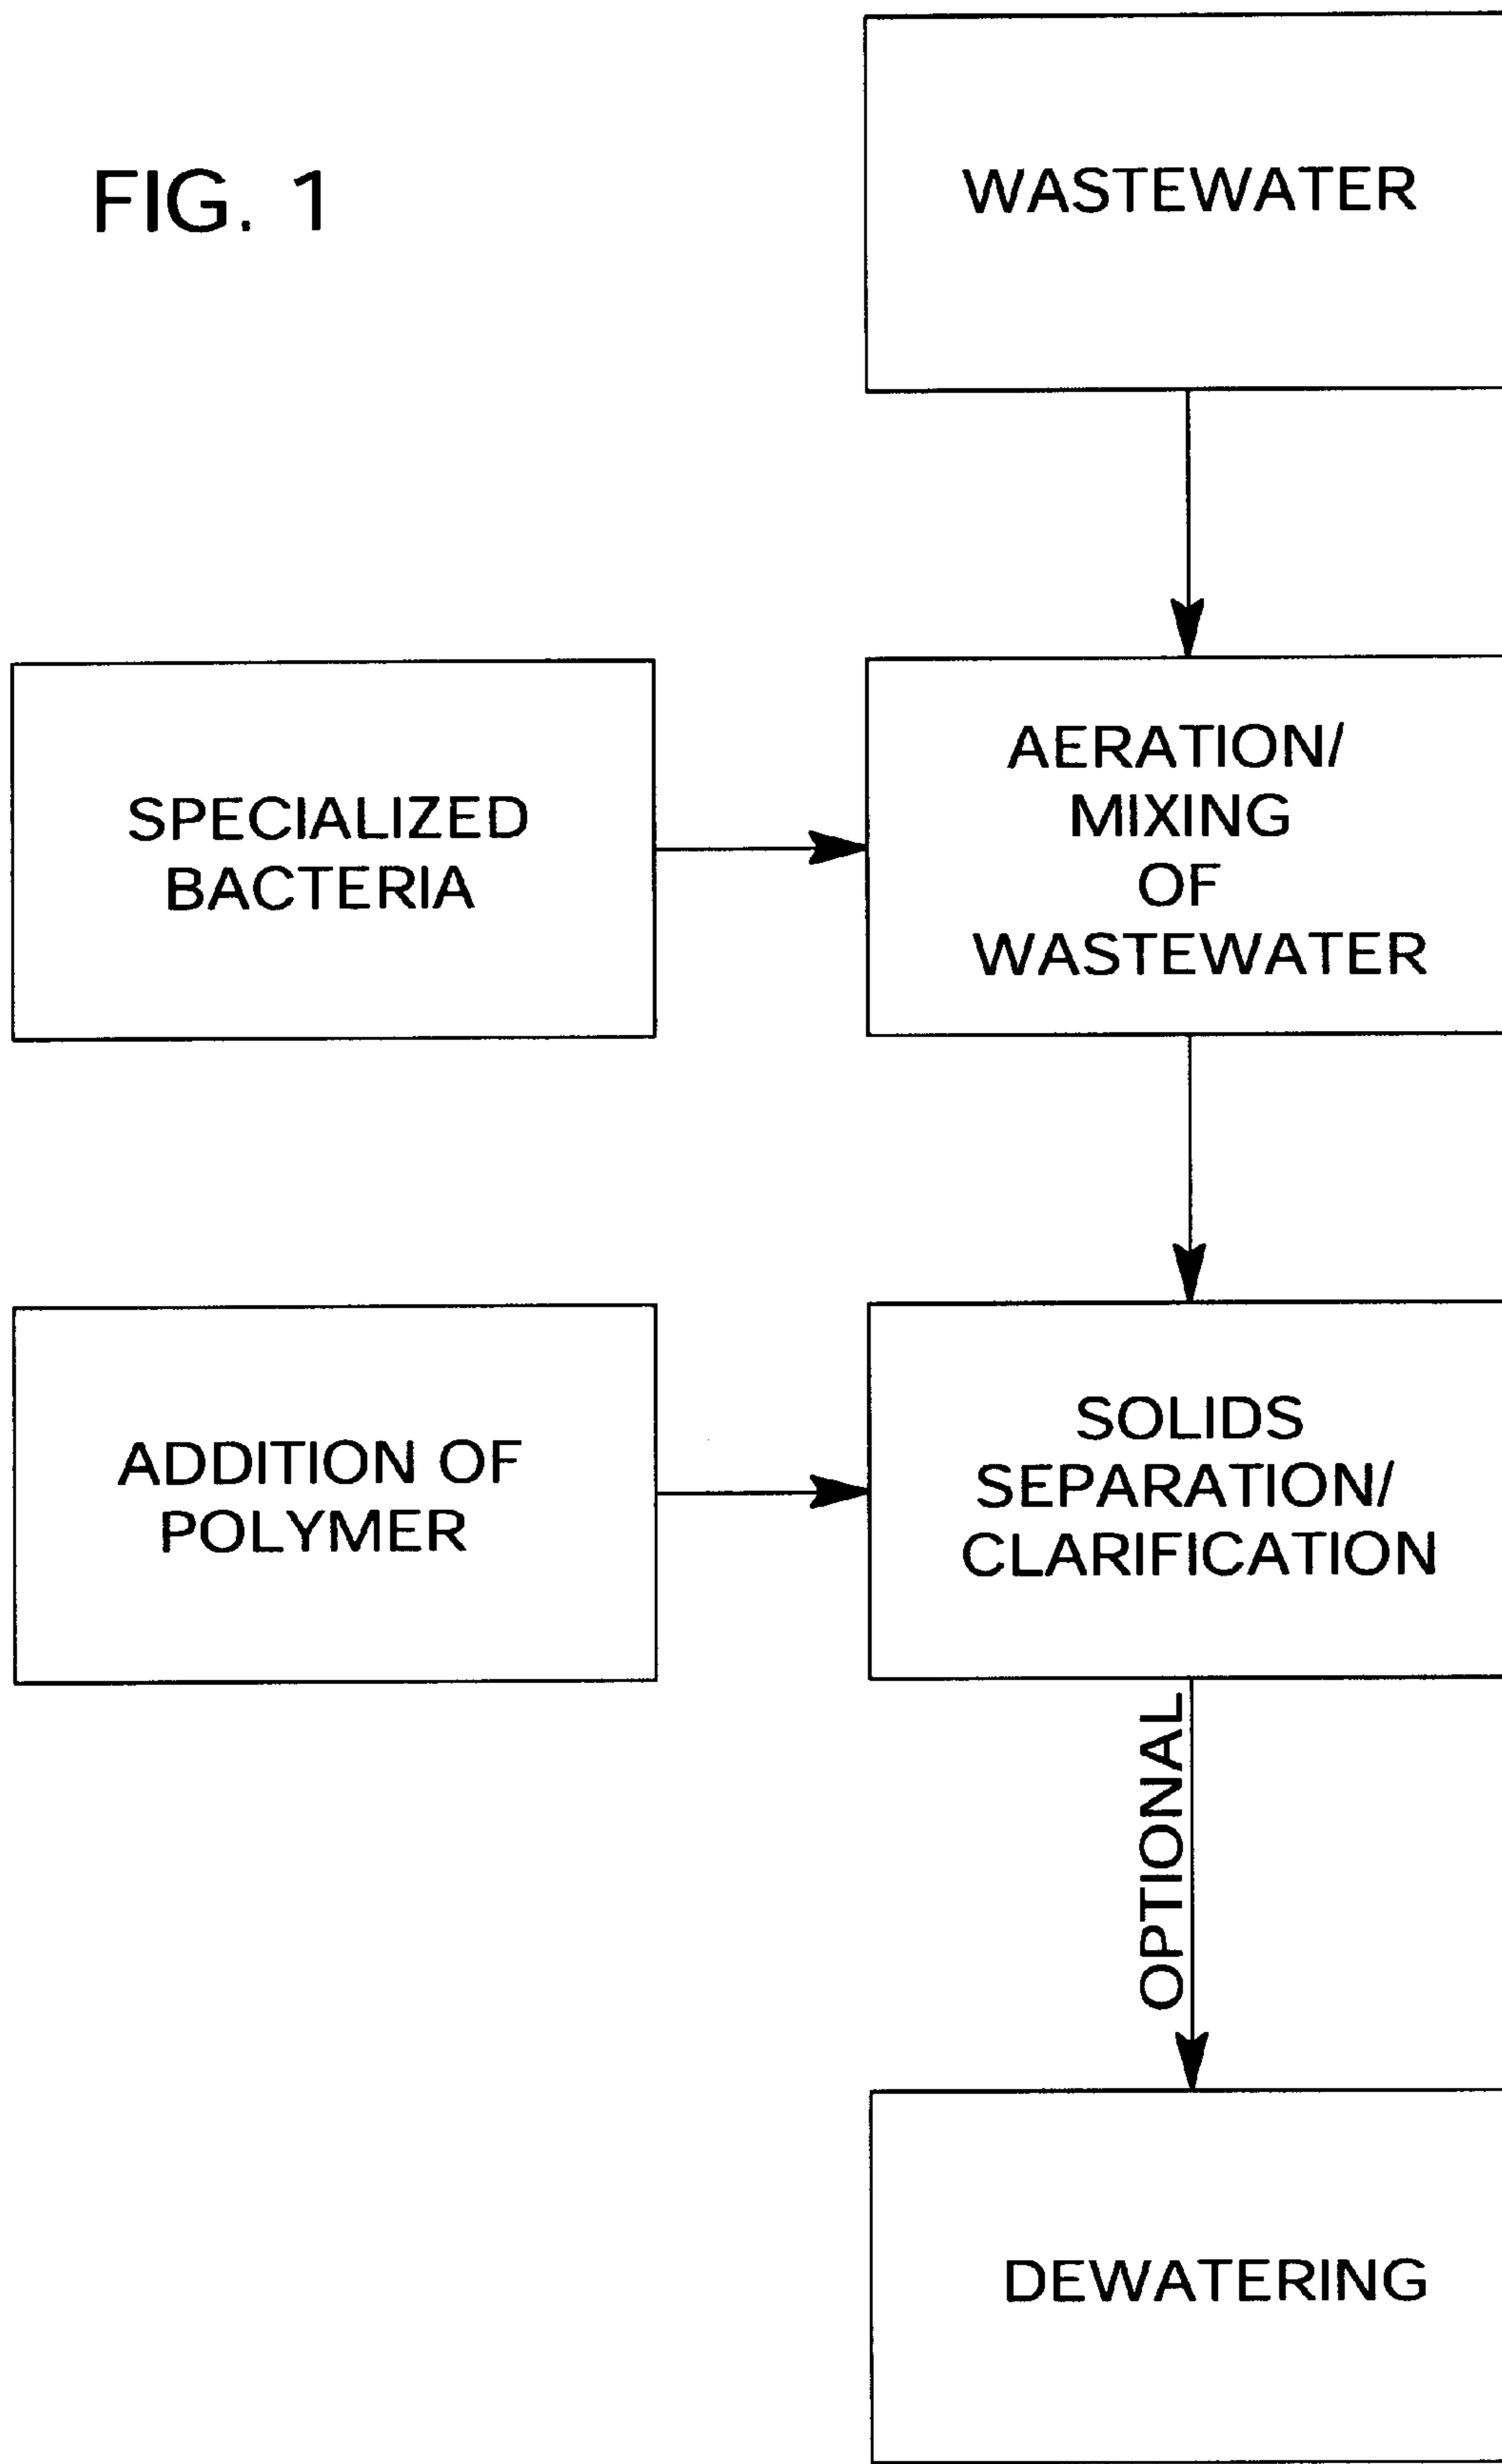 FIG. 1
WASTEWATER
SPECIALIZED
BACTERIA
AERATION/
MIXING
OF
WASTEWATER
ADDITION OF
POLYMER
SOLIDS
SEPARATION/
CLARIFICATION
OPTIONAL
DEWATERING